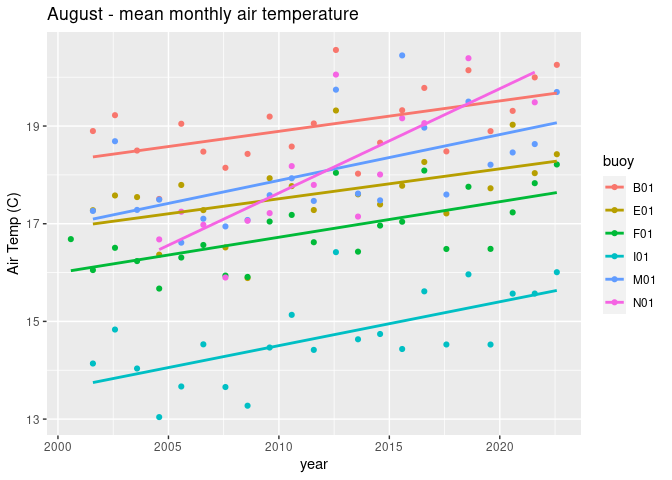 August - mean monthly air temperature
Air Temp (C)
19
17
15
13
2000
2005
2010
2015
2020
year
buoy
B01
E01
F01
I01
M01
N01